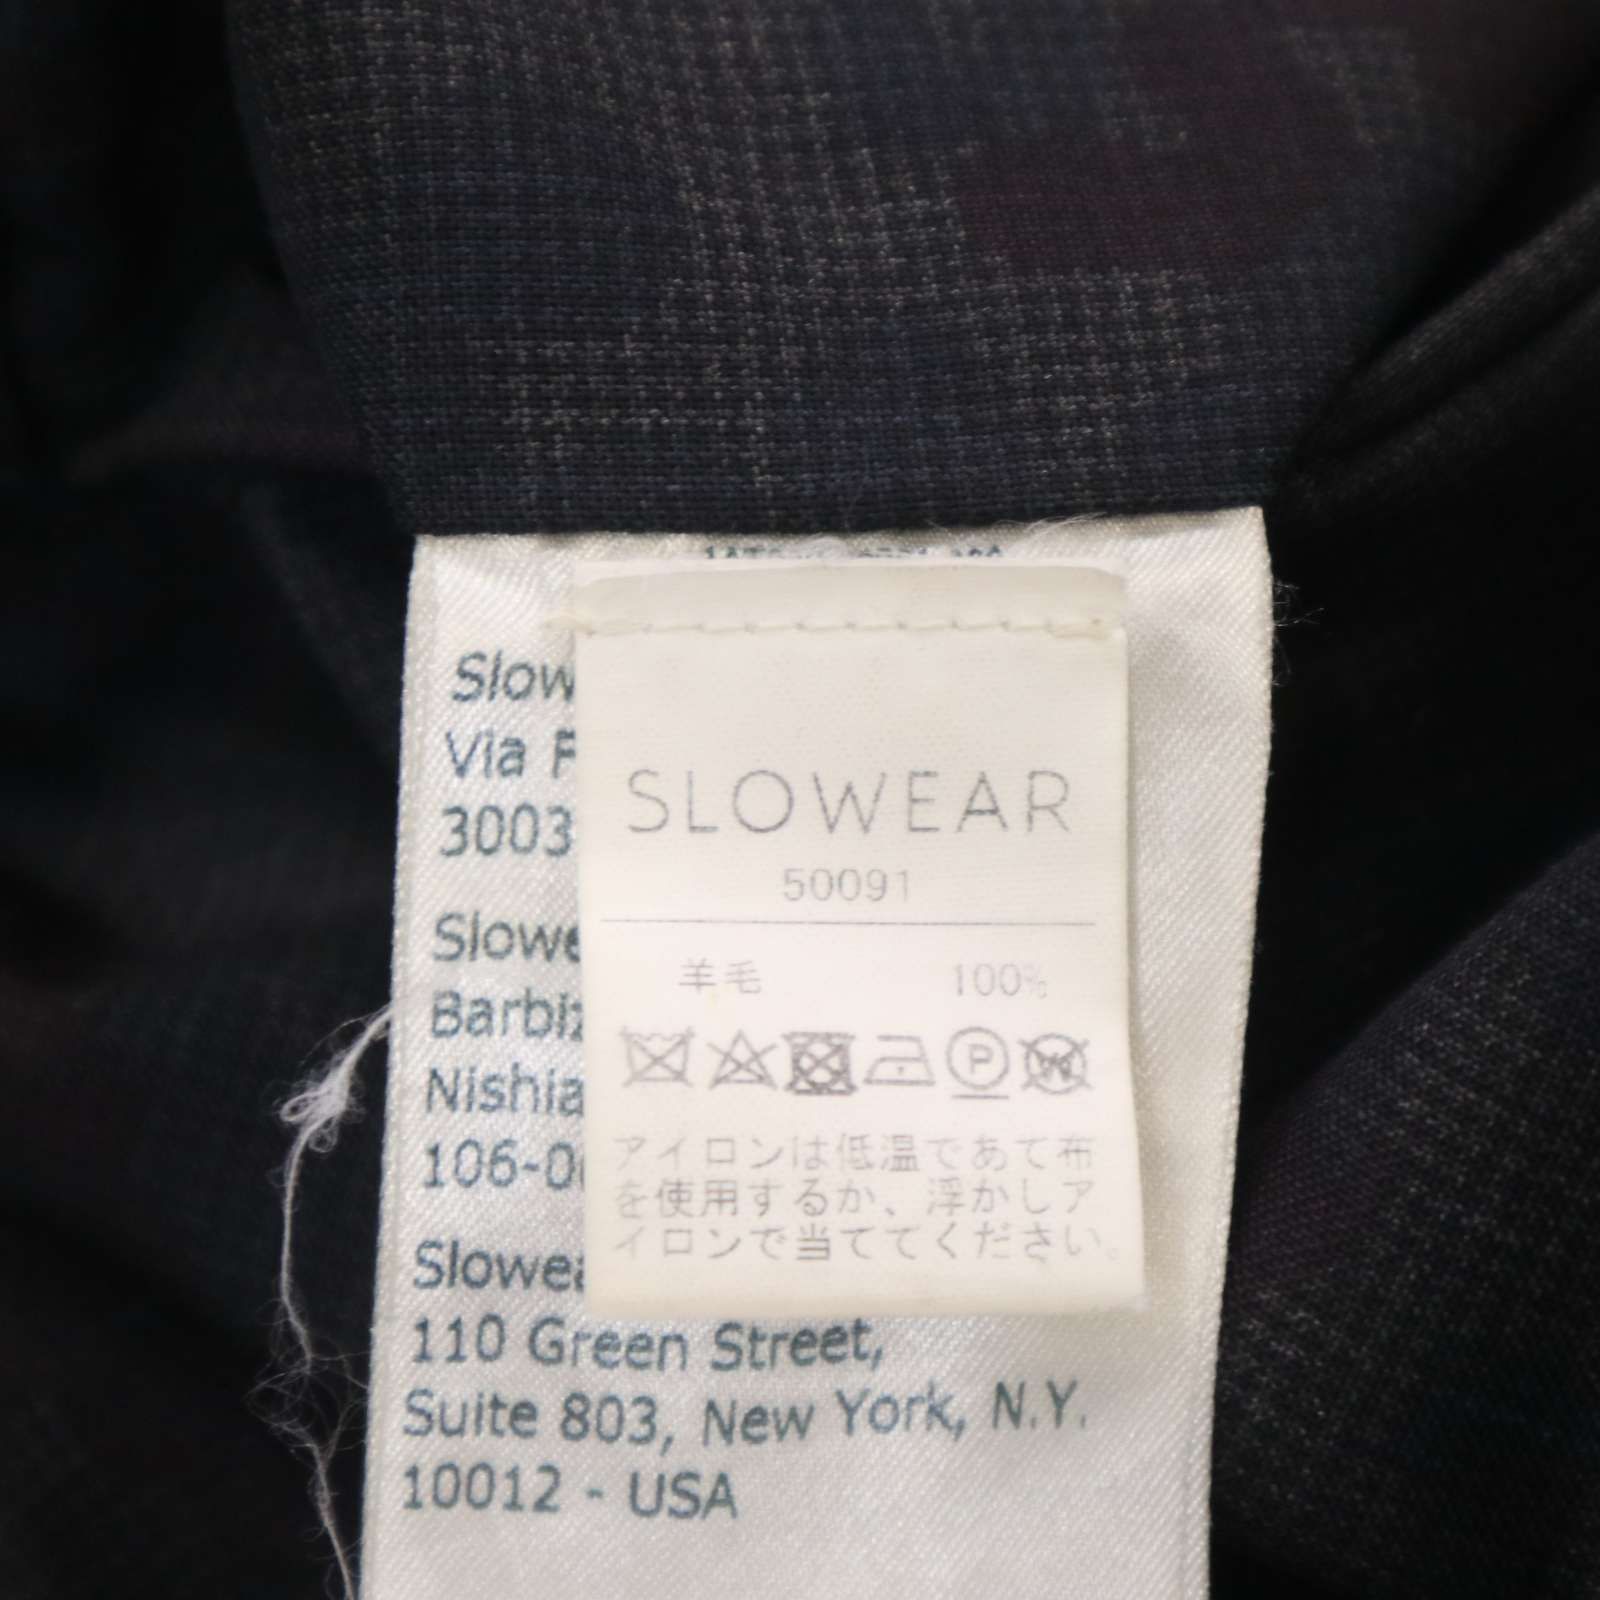 Slow
Via
3003
Slowe
Barbiz
Nishia
106-0
Slowea
110 Green Street,
Suite 803, New York, N.Y.
10012 - USA
SLOWEAR
50091
羊毛 100%
P W
アイロンは低温であて布
を使用するか、浮かしア
イロンで当ててください。